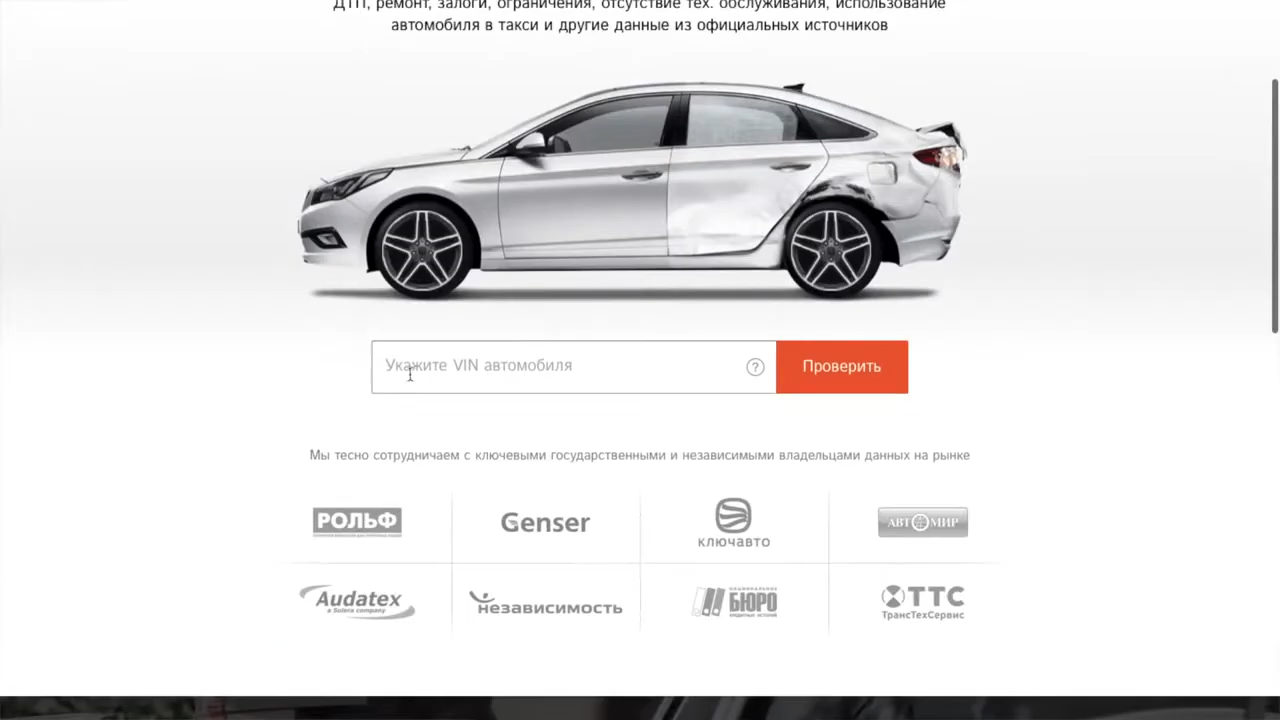 ДТП, ремонт, залоги, ограничения, отсутствие тех. обслуживания, использование
автомобиля в такси и другие данные из официальных источников
Укажите VIN автомобиля
?
Проверить
Мы тесно сотрудничаем с ключевыми государственными и независимыми владельцами данных на рынке
РОЛЬФ
Genser
ключавто
АВТОМИР
Audatex
a Solera company
независимость
БЮРО
КРЕДИТНЫХ ИСТОРИЙ
ТТС
ТрансТехСервис